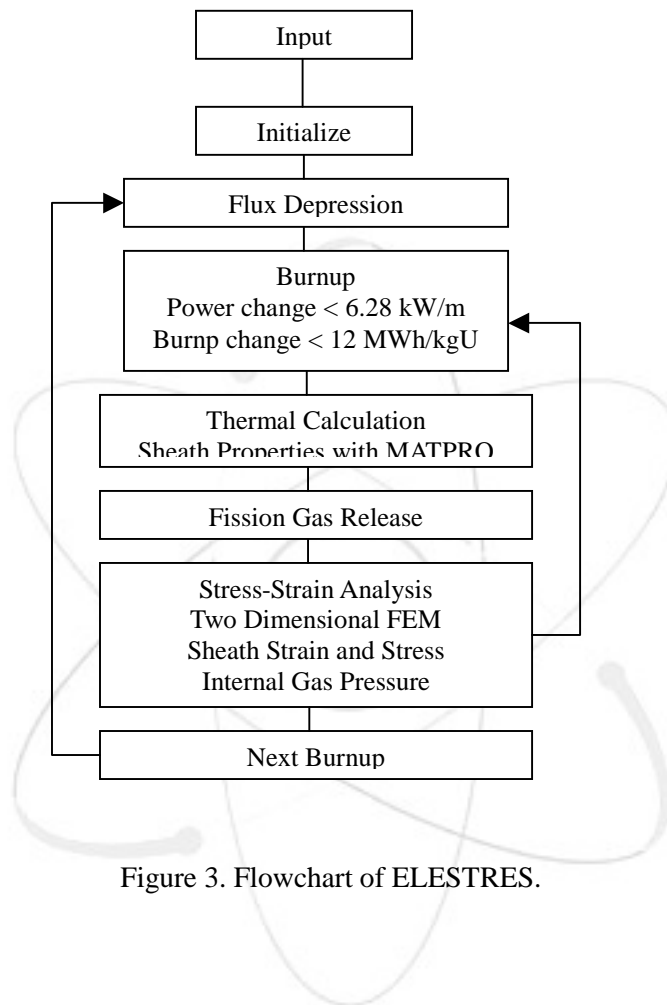 Input
Initialize
Flux Depression
Burnup
Power change < 6.28 kW/m
Burnp change < 12 MWh/kgU
Thermal Calculation
Sheath Properties with MATPRO
Fission Gas Release
Stress-Strain Analysis
Two Dimensional FEM
Sheath Strain and Stress
Internal Gas Pressure
Next Burnup
Figure 3. Flowchart of ELESTRES.